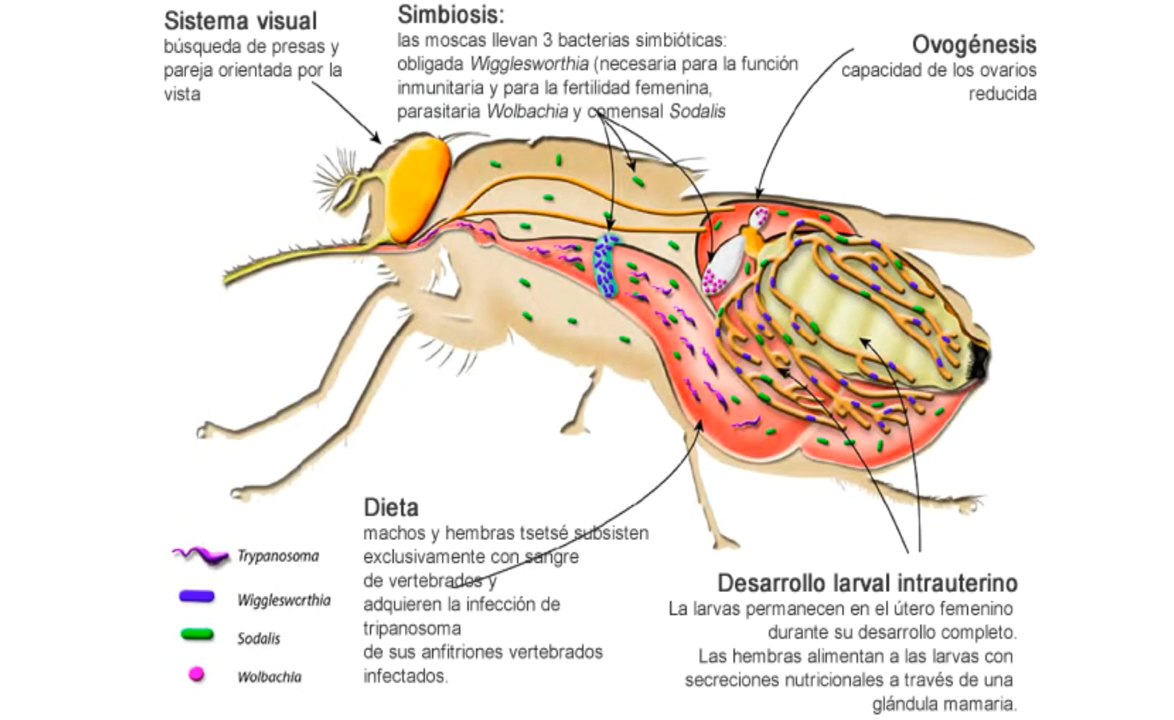 Sistema visual
búsqueda de presas y
pareja orientada por la
vista
Simbiosis:
las moscas llevan 3 bacterias simbióticas:
obligada Wigglesworthia (necesaria para la función
inmunitaria y para la fertilidad femenina,
parasitaria Wolbachia y comensal Sodalis
Ovogénesis
capacidad de los ovarios
reducida
Dieta
machos y hembras tsetsé subsisten
exclusivamente con sangre
de vertebrados y
adquieren la infección de
tripanosoma
de sus anfitriones vertebrados
infectados.
Trypanosoma
Wigglesworthia
Sodalis
Wolbachia
Desarrollo larval intrauterino
La larvas permanecen en el útero femenino
durante su desarrollo completo.
Las hembras alimentan a las larvas con
secreciones nutricionales a través de una
glándula mamaria.